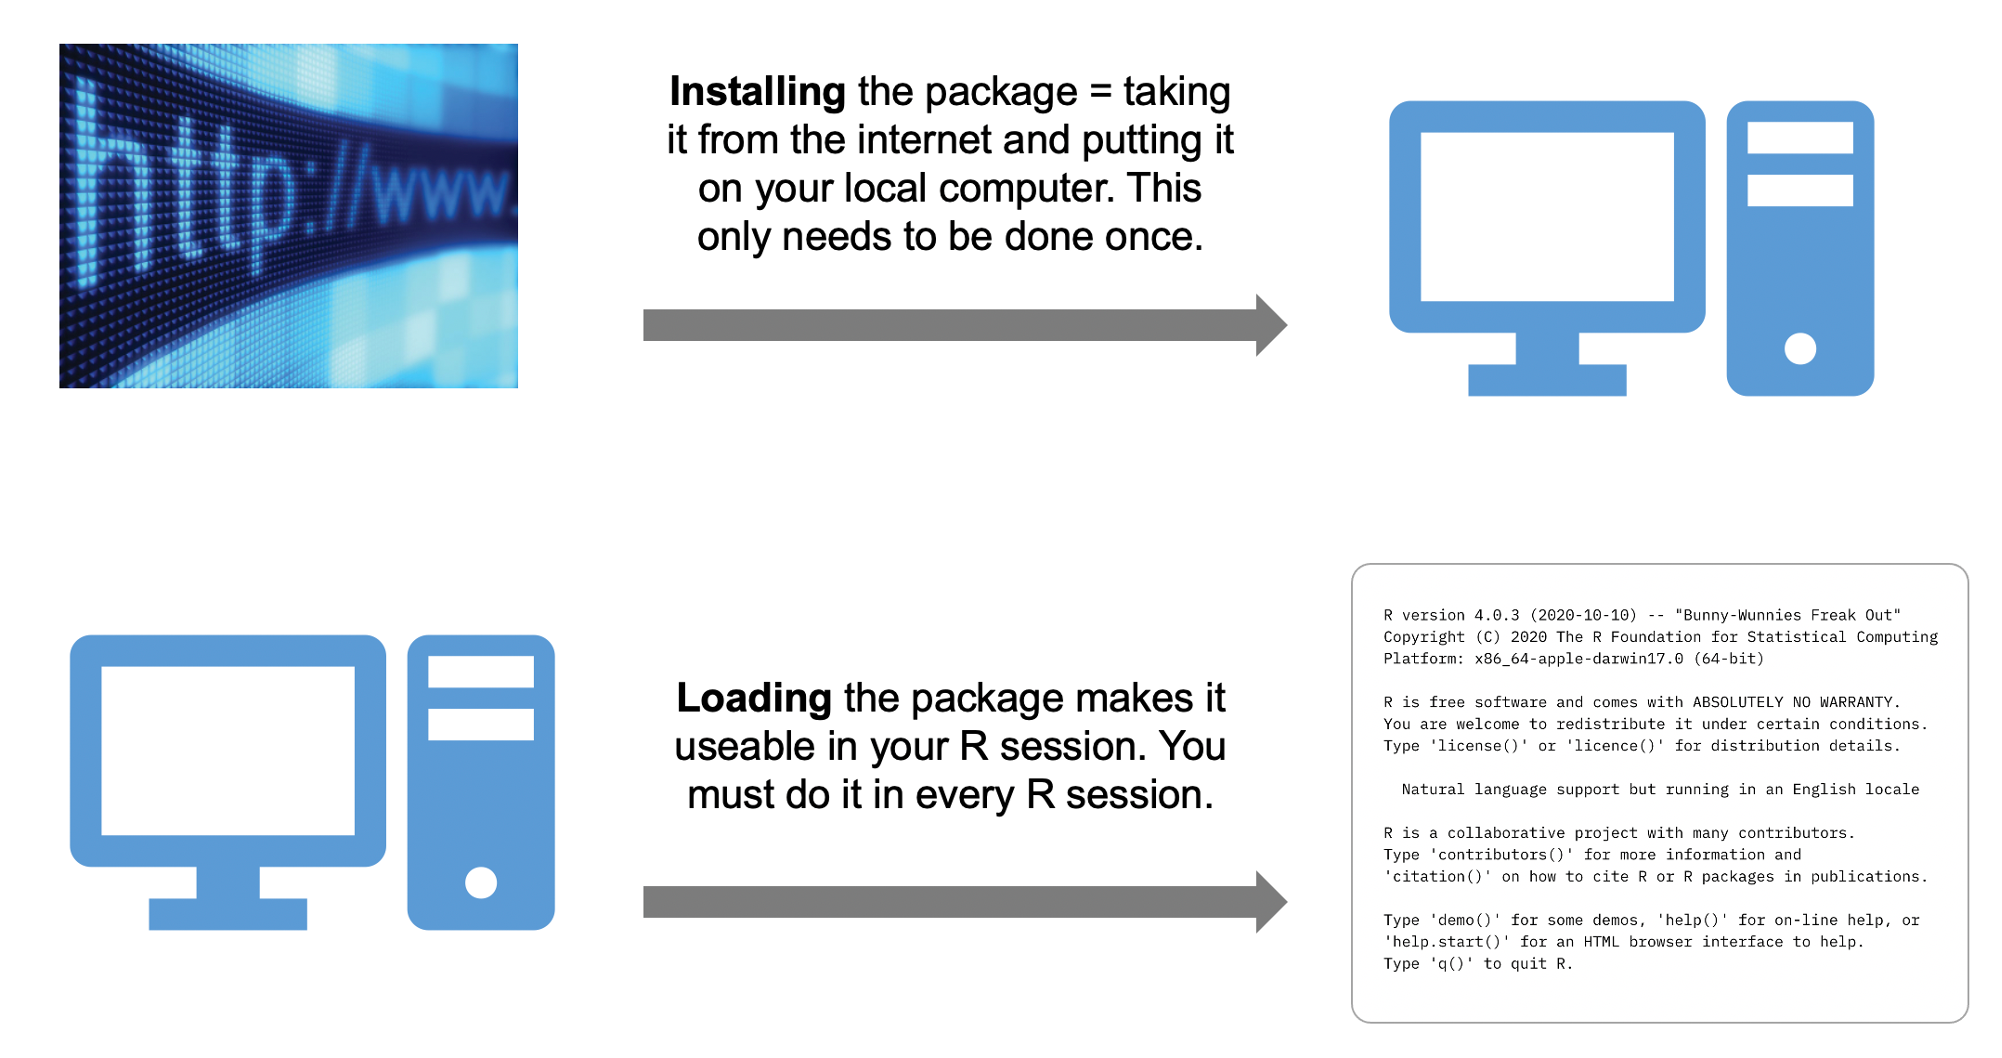 http://www.
Installing the package = taking
it from the internet and putting it
on your local computer. This
only needs to be done once.
Loading the package makes it
useable in your R session. You
must do it in every R session.
R version 4.0.3 (2020-10-10) -- "Bunny-Wunnies Freak Out"
Copyright (C) 2020 The R Foundation for Statistical Computing
Platform: x86_64-apple-darwin17.0 (64-bit)
R is free software and comes with ABSOLUTELY NO WARRANTY.
You are welcome to redistribute it under certain conditions.
Type 'license()' or 'licence()' for distribution details.
Natural language support but running in an English locale
R is a collaborative project with many contributors.
Type 'contributors()' for more information and
'citation()' on how to cite R or R packages in publications.
Type 'demo()' for some demos, 'help()' for on-line help, or
'help.start()' for an HTML browser interface to help.
Type 'q()' to quit R.